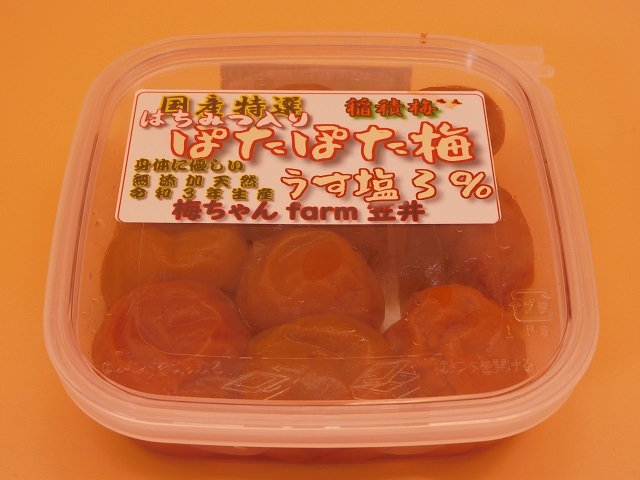 国産特選 稲積梅
はちみつ入り
ぽたぽた梅
身体に優しい
無添加天然
令和3年生産
うす塩3%
梅ちゃん farm 笠井